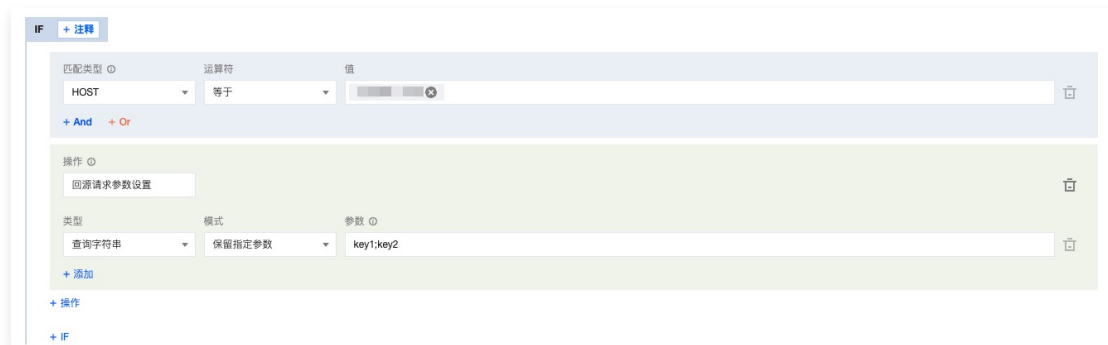 IF + 注释
匹配类型 运算符 值
HOST 等于
+ And + Or
操作
回源请求参数设置
类型 模式 参数
查询字符串 保留指定参数 key1;key2
+ 添加
+ 操作
+ IF